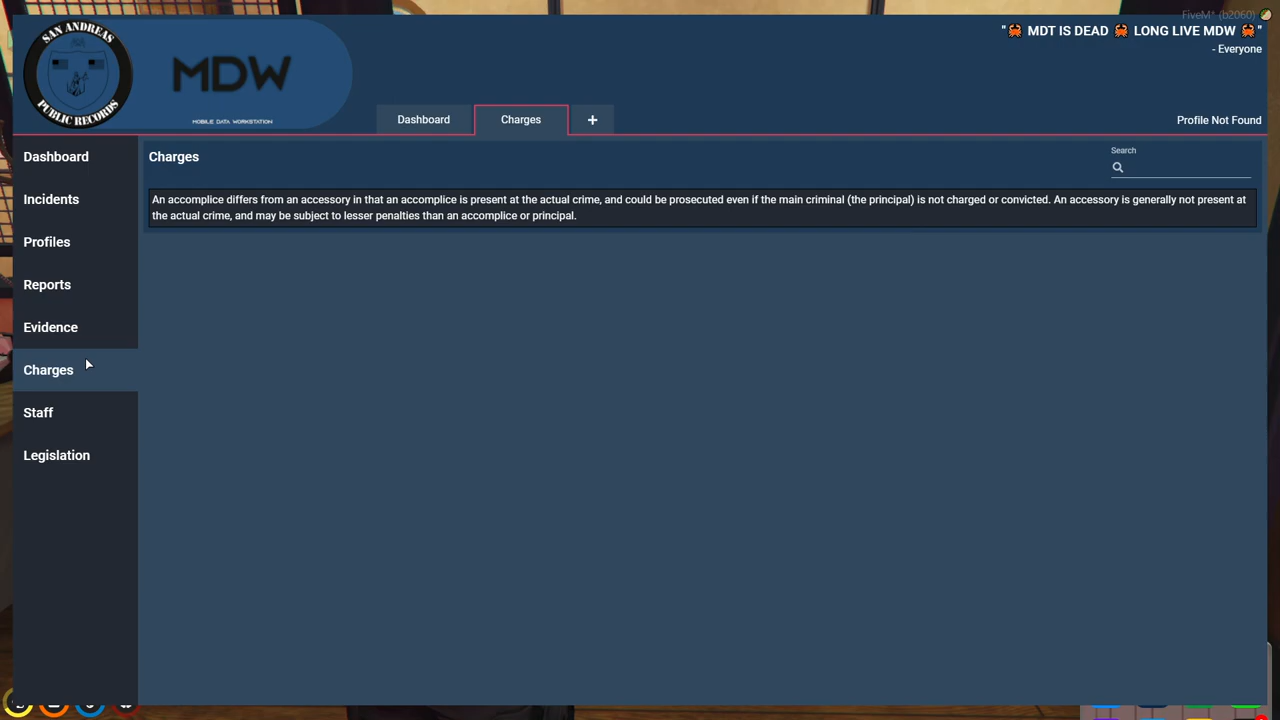 FiveM* (b2060)
SAN ANDREAS
PUBLIC RECORDS
MDW
MOBILE DATA WORKSTATION
" 🦀 MDT IS DEAD 🦀 LONG LIVE MDW 🦀 "
- Everyone
Dashboard
Charges
+
Profile Not Found
Dashboard
Incidents
Profiles
Reports
Evidence
Charges
Staff
Legislation
Charges
Search
An accomplice differs from an accessory in that an accomplice is present at the actual crime, and could be prosecuted even if the main criminal (the principal) is not charged or convicted. An accessory is generally not present at
the actual crime, and may be subject to lesser penalties than an accomplice or principal.